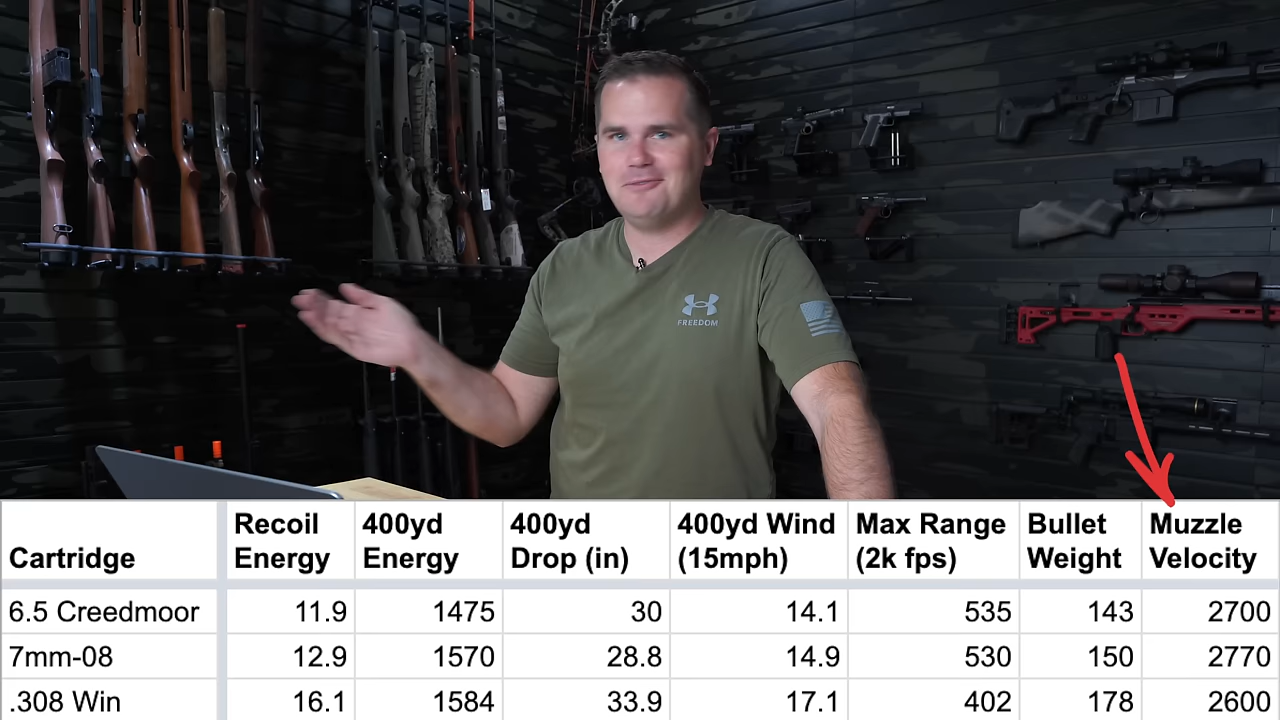 FREEDOM
Cartridge Recoil Energy 400yd Energy 400yd Drop (in) 400yd Wind (15mph) Max Range (2k fps) Bullet Weight Muzzle Velocity
6.5 Creedmoor 11.9 1475 30 14.1 535 143 2700
7mm-08 12.9 1570 28.8 14.9 530 150 2770
.308 Win 16.1 1584 33.9 17.1 402 178 2600